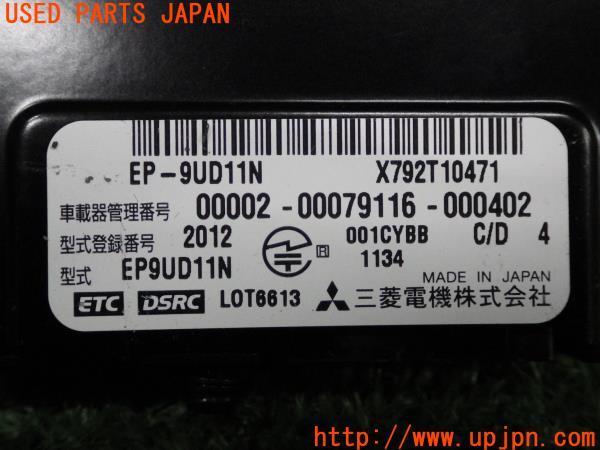 USED PARTS JAPAN
EP-9UD11N X792T10471
車載器管理番号 00002-00079116-000402
型式登録番号 2012 R 001CYBB C/D 4
型式 EP9UD11N 1134
MADE IN JAPAN
ETC DSRC LOT6613 三菱電機株式会社
http://www.upjpn.com/